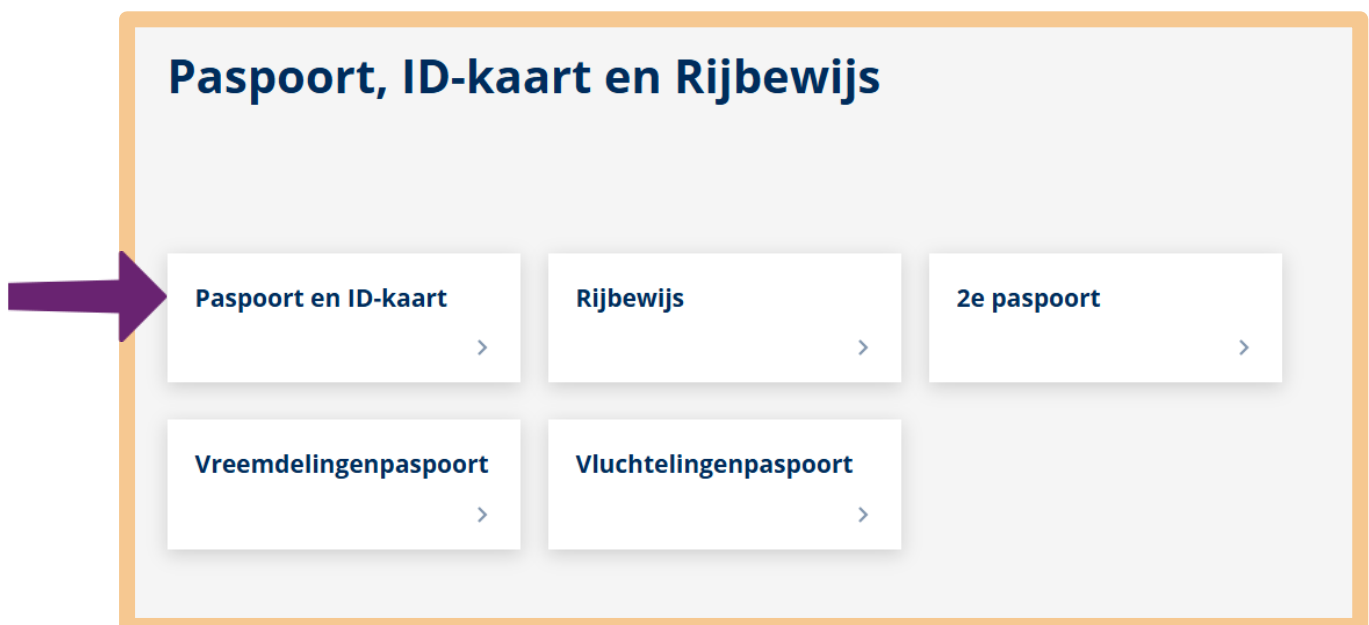 Paspoort, ID-kaart en Rijbewijs
Paspoort en ID-kaart
Rijbewijs
2e paspoort
Vreemdelingenpaspoort
Vluchtelingenpaspoort